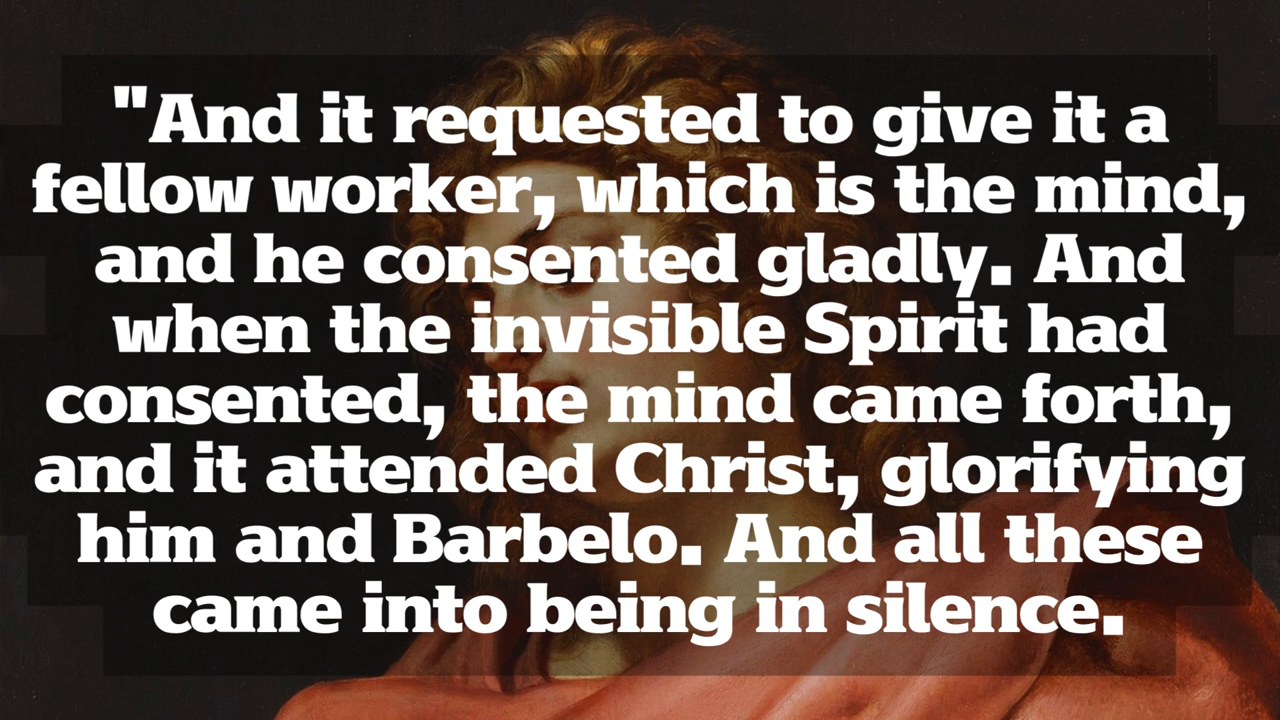 "And it requested to give it a
fellow worker, which is the mind,
and he consented gladly. And
when the invisible Spirit had
consented, the mind came forth,
and it attended Christ, glorifying
him and Barbelo. And all these
came into being in silence.